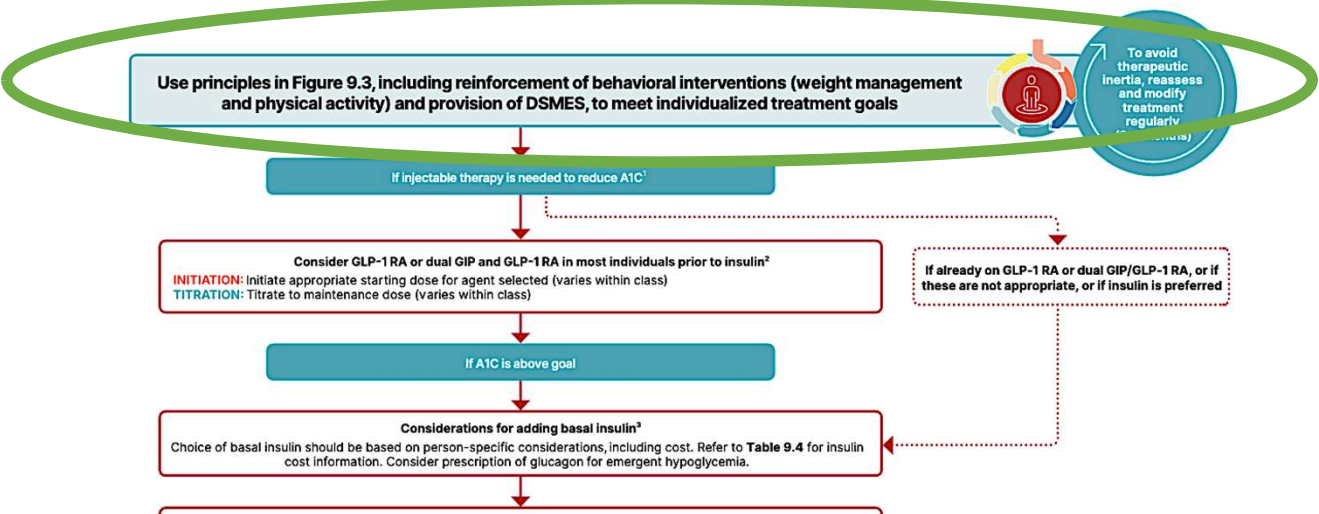 Use principles in Figure 9.3, including reinforcement of behavioral interventions (weight management
and physical activity) and provision of DSMES, to meet individualized treatment goals
To avoid
therapeutic
inertia, reassess
and modify
treatment
regularly
If injectable therapy is needed to reduce A1C¹
Consider GLP-1 RA or dual GIP and GLP-1 RA in most individuals prior to insulin²
INITIATION: Initiate appropriate starting dose for agent selected (varies within class)
TITRATION: Titrate to maintenance dose (varies within class)
If already on GLP-1 RA or dual GIP/GLP-1 RA, or if
these are not appropriate, or if insulin is preferred
If A1C is above goal
Considerations for adding basal insulin³
Choice of basal insulin should be based on person-specific considerations, including cost. Refer to Table 9.4 for insulin
cost information. Consider prescription of glucagon for emergent hypoglycemia.